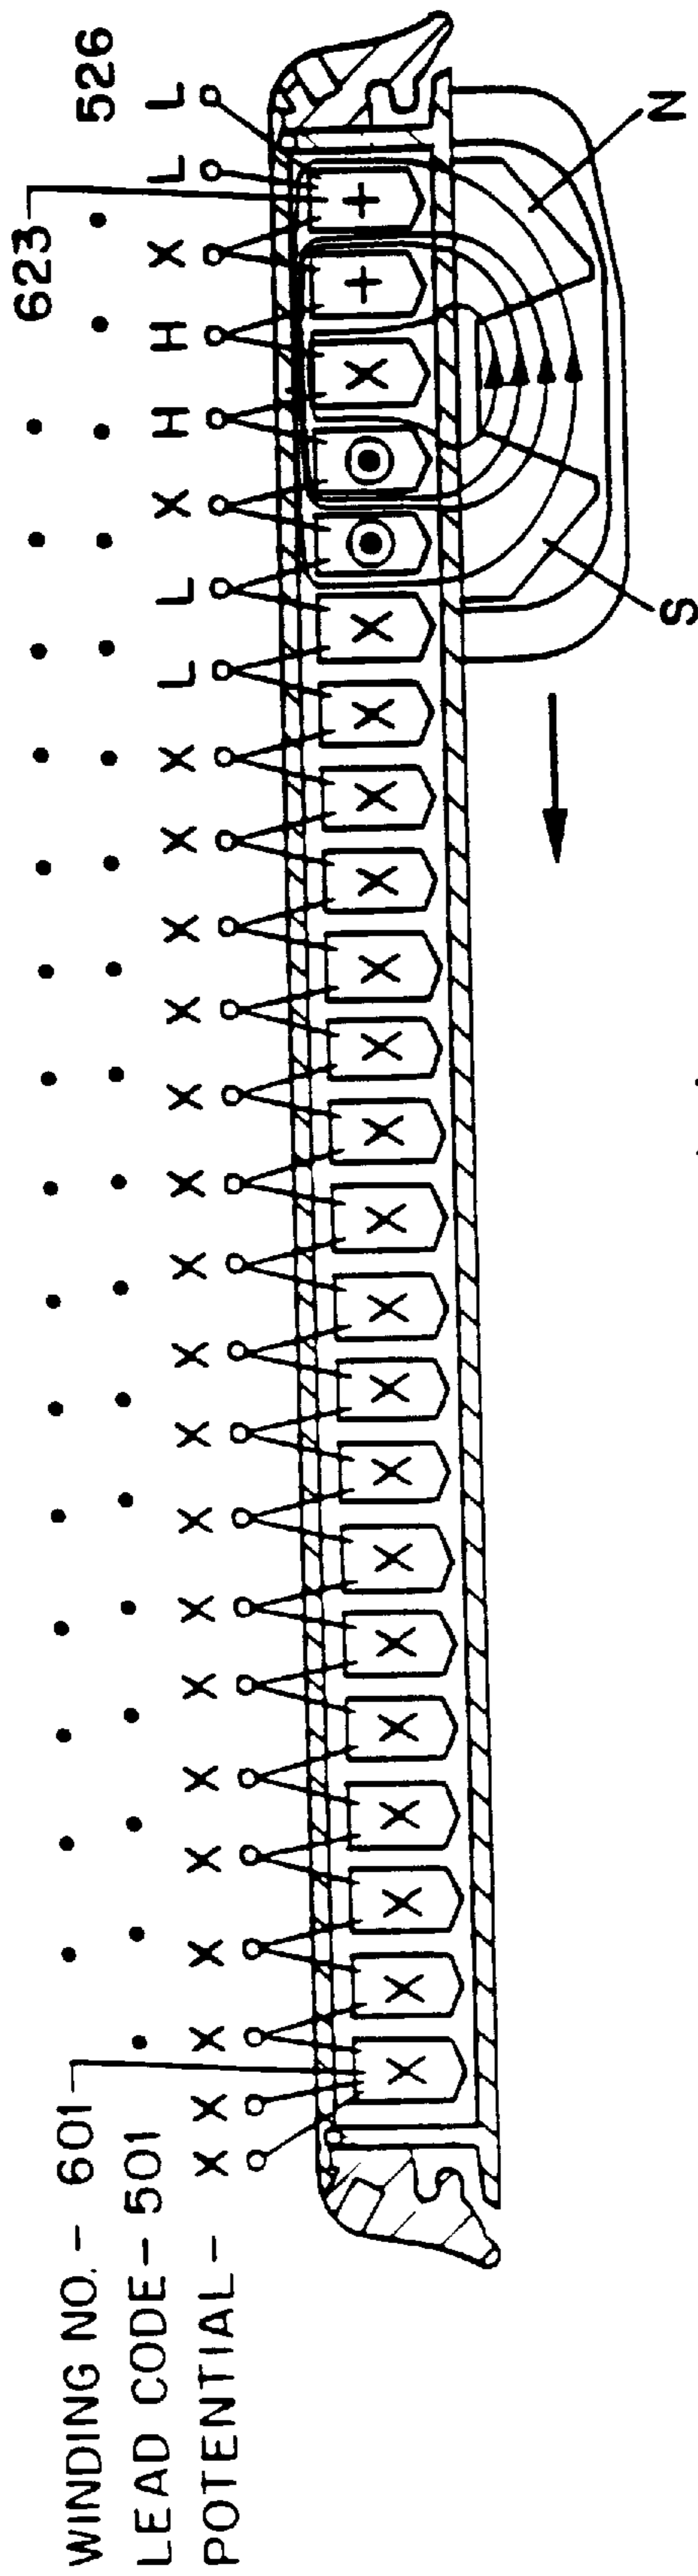 WINDING NO. – 601 623
LEAD CODE – 501 526
POTENTIAL – X X X X X X X X X X X X X X X X X X L L X H H X L L
S N